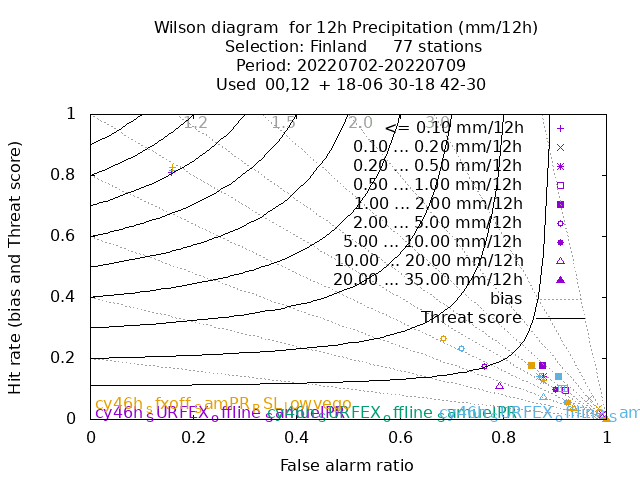 Wilson diagram  for 12h Precipitation (mm/12h)
Selection: Finland     77 stations
Period: 20220702-20220709
Used  00,12  + 18-06 30-18 42-30
Hit rate (bias and Threat score)
1
0.8
0.6
0.4
0.2
0
1.2
1.5
2.0
3.0
<= 0.10 mm/12h
0.10 ... 0.20 mm/12h
0.20 ... 0.50 mm/12h
0.50 ... 1.00 mm/12h
1.00 ... 2.00 mm/12h
2.00 ... 5.00 mm/12h
5.00 ... 10.00 mm/12h
10.00 ... 20.00 mm/12h
20.00 ... 35.00 mm/12h
bias
Threat score
0 0.2 0.4 0.6 0.8 1
False alarm ratio